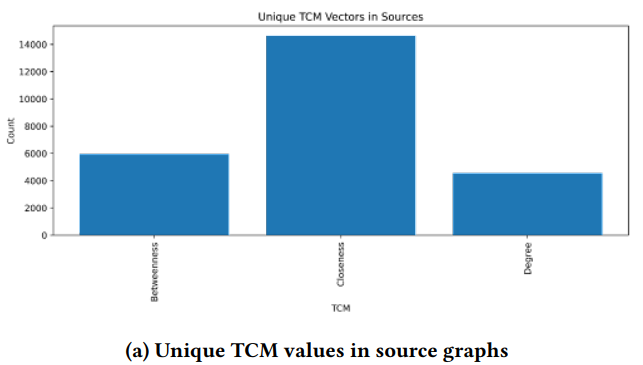 Unique TCM Vectors in Sources
14000
12000
10000
8000
6000
4000
2000
0
Count
Betweenness
Closeness
Degree
TCM
(a) Unique TCM values in source graphs